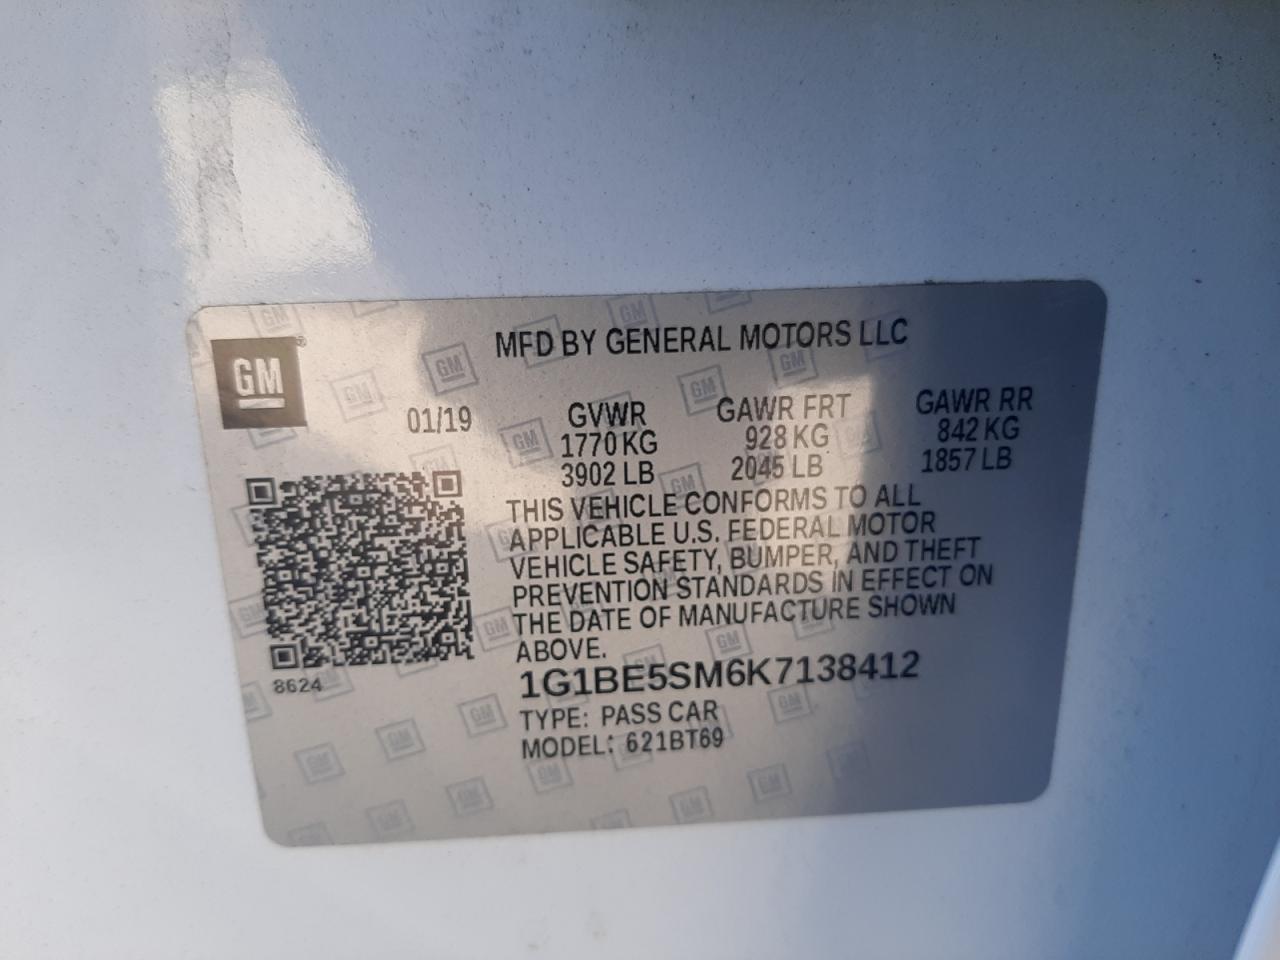 GM
MFD BY GENERAL MOTORS LLC
01/19
GVWR GAWR FRT GAWR RR
1770 KG 928 KG 842 KG
3902 LB 2045 LB 1857 LB
THIS VEHICLE CONFORMS TO ALL
APPLICABLE U.S. FEDERAL MOTOR
VEHICLE SAFETY, BUMPER, AND THEFT
PREVENTION STANDARDS IN EFFECT ON
THE DATE OF MANUFACTURE SHOWN
ABOVE.
8624
1G1BE5SM6K7138412
TYPE: PASS CAR
MODEL: 621BT69